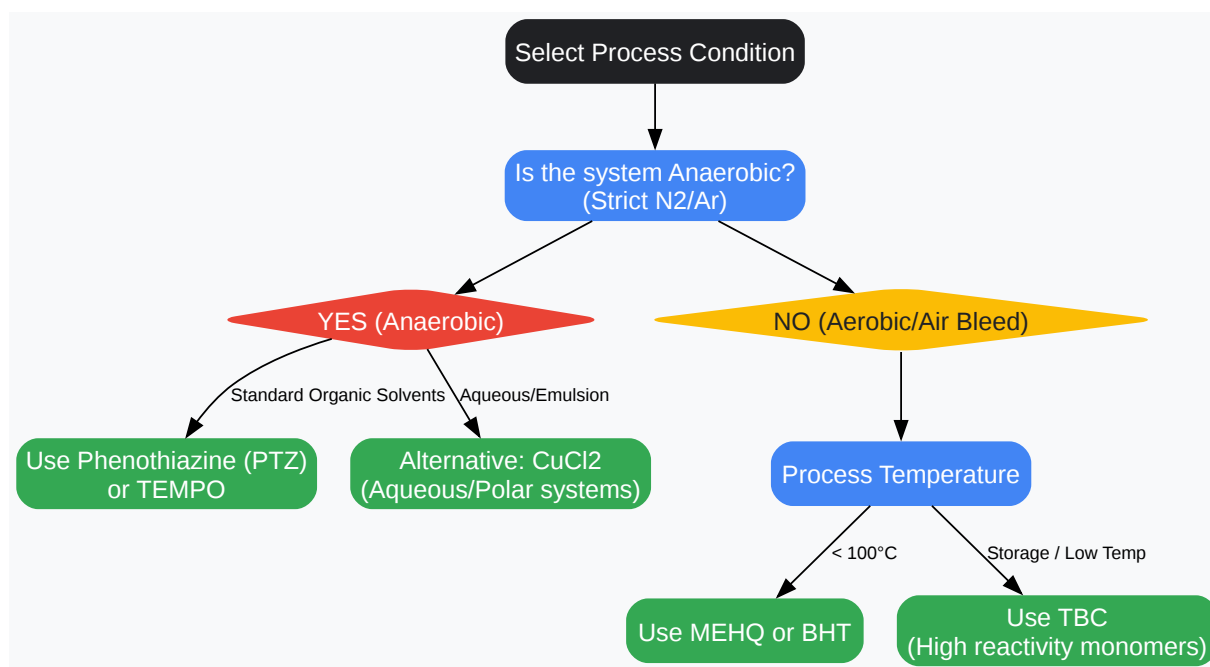 Select Process Condition
Is the system Anaerobic?
(Strict N2/Ar)
YES (Anaerobic)
NO (Aerobic/Air Bleed)
Standard Organic Solvents
Aqueous/Emulsion
Use Phenothiazine (PTZ)
or TEMPO
Alternative: CuCl2
(Aqueous/Polar systems)
Process Temperature
< 100°C
Storage / Low Temp
Use MEHQ or BHT
Use TBC
(High reactivity monomers)